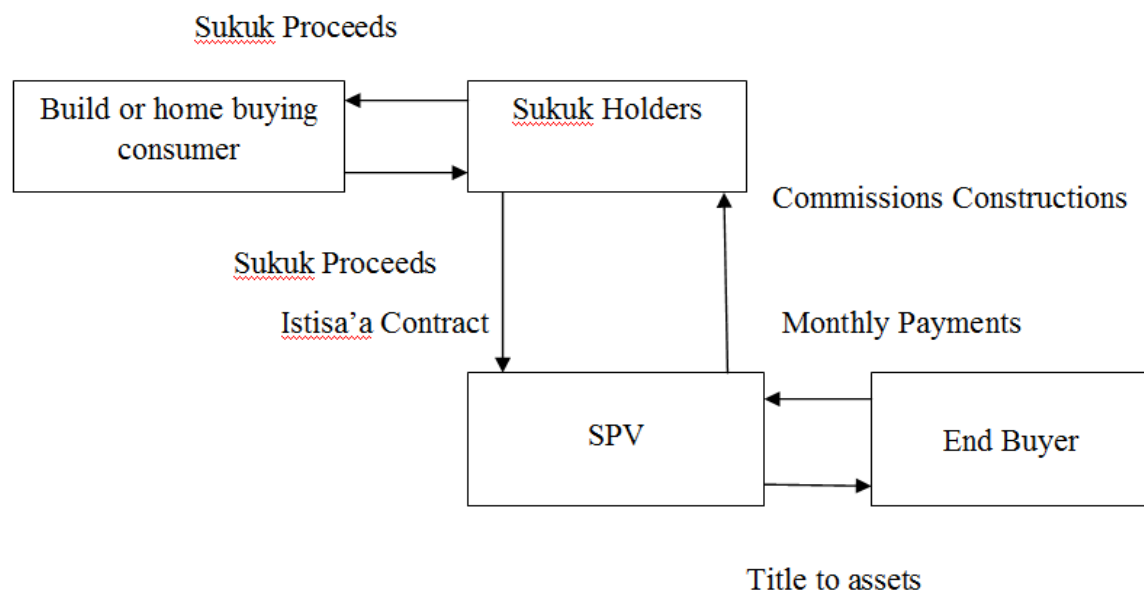 Sukuk Proceeds
Build or home buying
consumer
Sukuk Holders
Commissions Constructions
Sukuk Proceeds
Istisa’a Contract
Monthly Payments
SPV
End Buyer
Title to assets